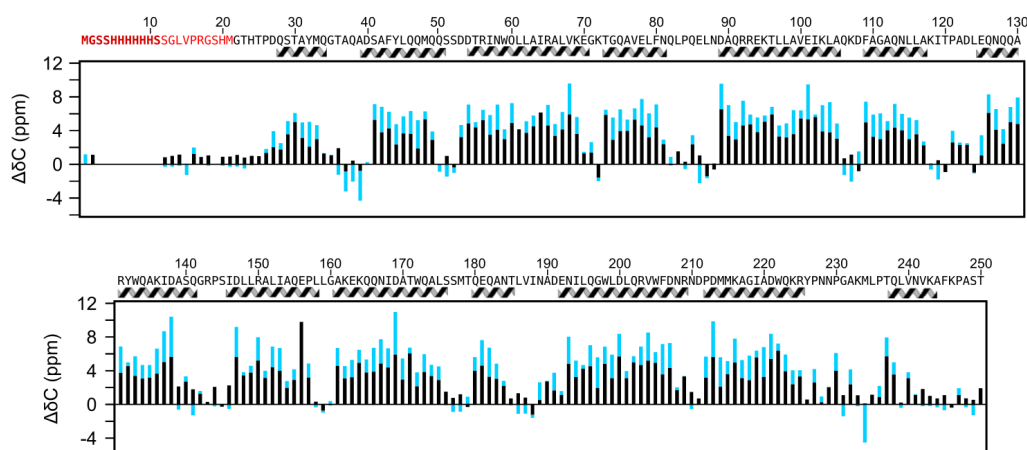 10 20 30 40 50 60 70 80 90 100 110 120 130
MGSSHHHHHHSSGLVPRGSHMGTHTPDQSTAYMQGTAQADSAFYLQQMQQSSDDTRINWQLLAIRALVKEGKTGQAVELFNQLPQELNDAQRREKTLLAVEIKLAQKDFAGAQNLLAKITPADLEQNQQA
12
8
4
0
-4
ΔδC (ppm)
140 150 160 170 180 190 200 210 220 230 240 250
RYWQAKIDASQGRPSIDLLRALIAQEPLLGAKEKQQNIDATWQALSSMTQEQANTLVINADENILQGWLDLQRVWFDNRNDPDMMKAGIADWQKRYPNNPGAKMLPTQLVNVKAFKPAST
12
8
4
0
-4
ΔδC (ppm)